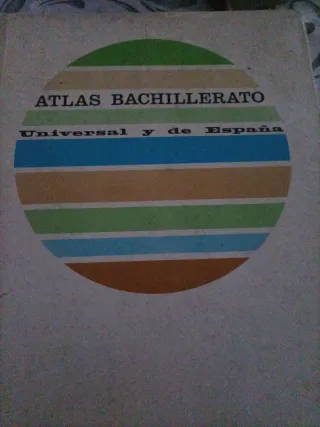 ATLAS BACHILLERATO
Universal y de España